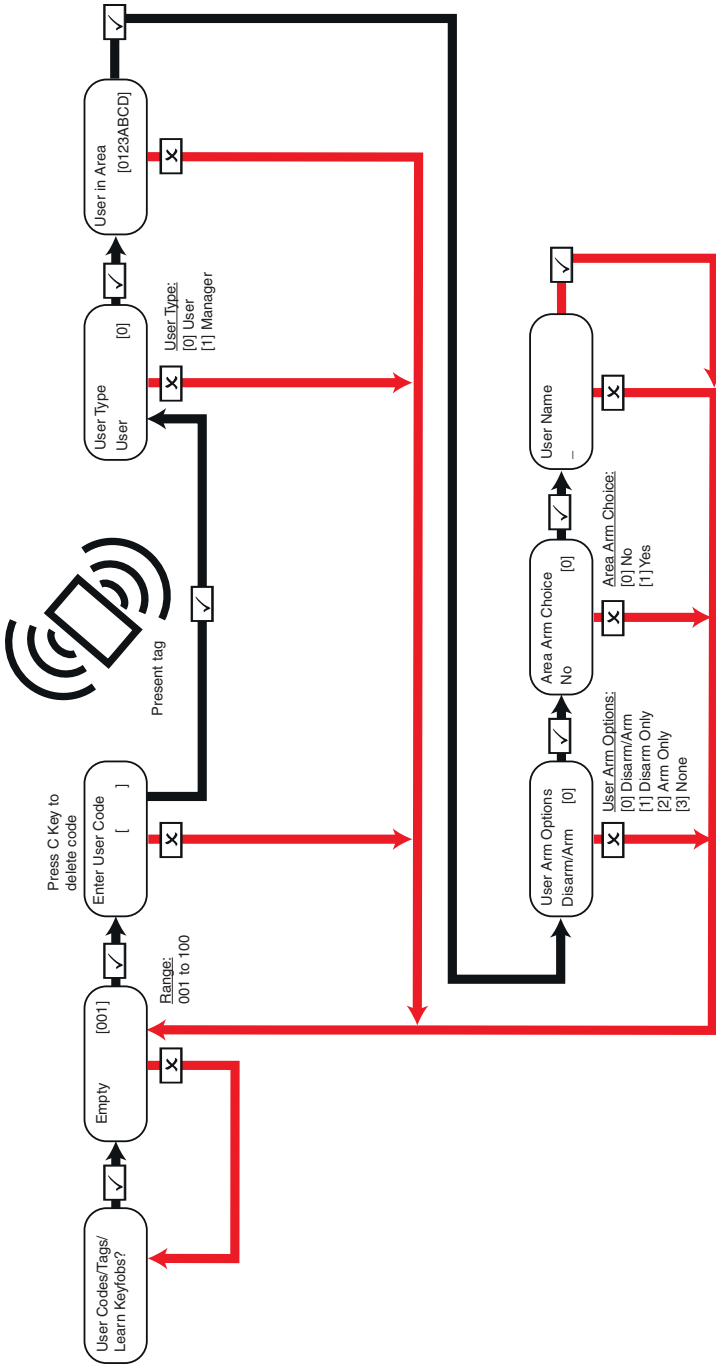 User Codes/Tags/
Learn Keyfobs?
Empty [001]
Range:
001 to 100
Press C Key to
delete code
Enter User Code
[ ]
Present tag
User Type
User [0]
User Type:
[0] User
[1] Manager
User in Area
[0123ABCD]
User Arm Options
Disarm/Arm [0]
User Arm Options:
[0] Disarm/Arm
[1] Disarm Only
[2] Arm Only
[3] None
Area Arm Choice
No [0]
Area Arm Choice:
[0] No
[1] Yes
User Name
_